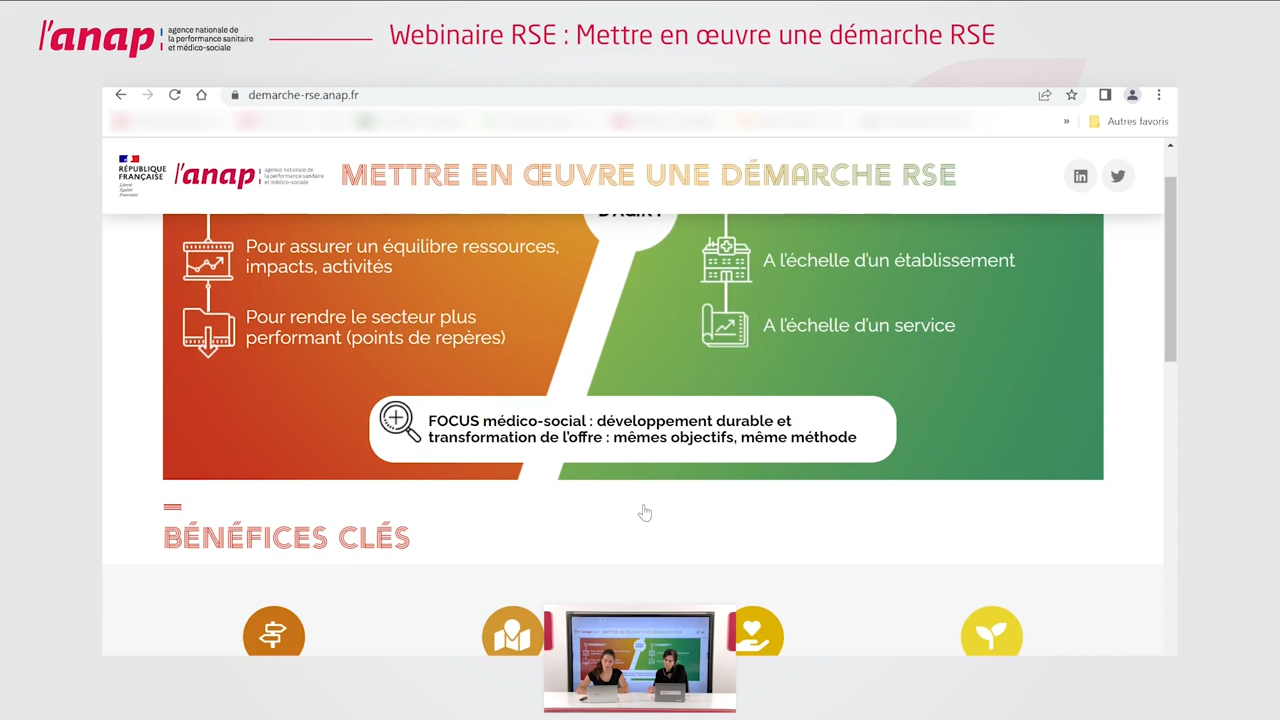 l'anap
agence nationale de
la performance sanitaire
et médico-sociale
Webinaire RSE : Mettre en œuvre une démarche RSE
demarche-rse.anap.fr
»
Autres favoris
RÉPUBLIQUE
FRANÇAISE
Liberté
Égalité
Fraternité
l'anap
agence nationale de
la performance sanitaire
et médico-sociale
METTRE EN ŒUVRE UNE DÉMARCHE RSE
Pour assurer un équilibre ressources,
impacts, activités
Pour rendre le secteur plus
performant (points de repères)
A l'échelle d'un établissement
A l'échelle d'un service
FOCUS médico-social : développement durable et
transformation de l'offre : mêmes objectifs, même méthode
BÉNÉFICES CLÉS